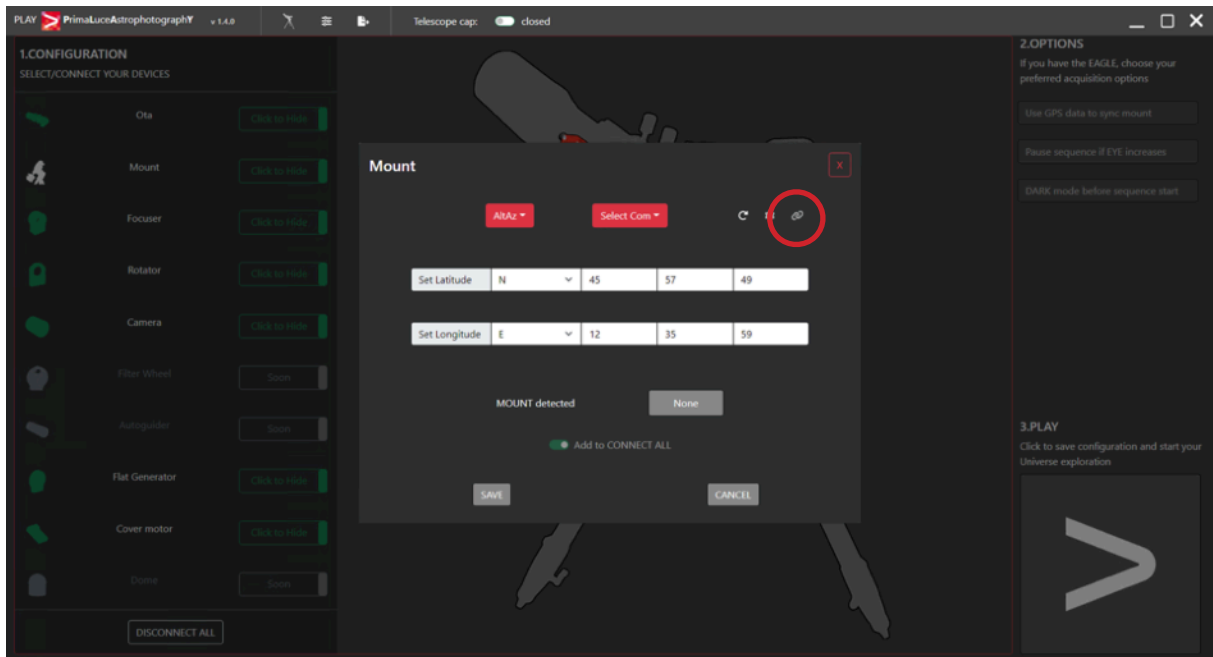 PLAY PrimaLuceAstrophotographY v 1.4.0 Telescope cap: closed
1.CONFIGURATION
SELECT/CONNECT YOUR DEVICES
Ota Click to Hide
Mount Click to Hide
Focuser Click to Hide
Rotator Click to Hide
Camera Click to Hide
Filter Wheel Soon
Autoguider Soon
Flat Generator Click to Hide
Cover motor Click to Hide
Dome Soon
DISCONNECT ALL
Mount X
AltAz Select Com
Set Latitude N 45 57 49
Set Longitude E 12 35 59
MOUNT detected None
Add to CONNECT ALL
SAVE CANCEL
2.OPTIONS
If you have the EAGLE, choose your
preferred acquisition options
Use GPS data to sync mount
Pause sequence if EYE increases
DARK mode before sequence start
3.PLAY
Click to save configuration and start your
Universe exploration